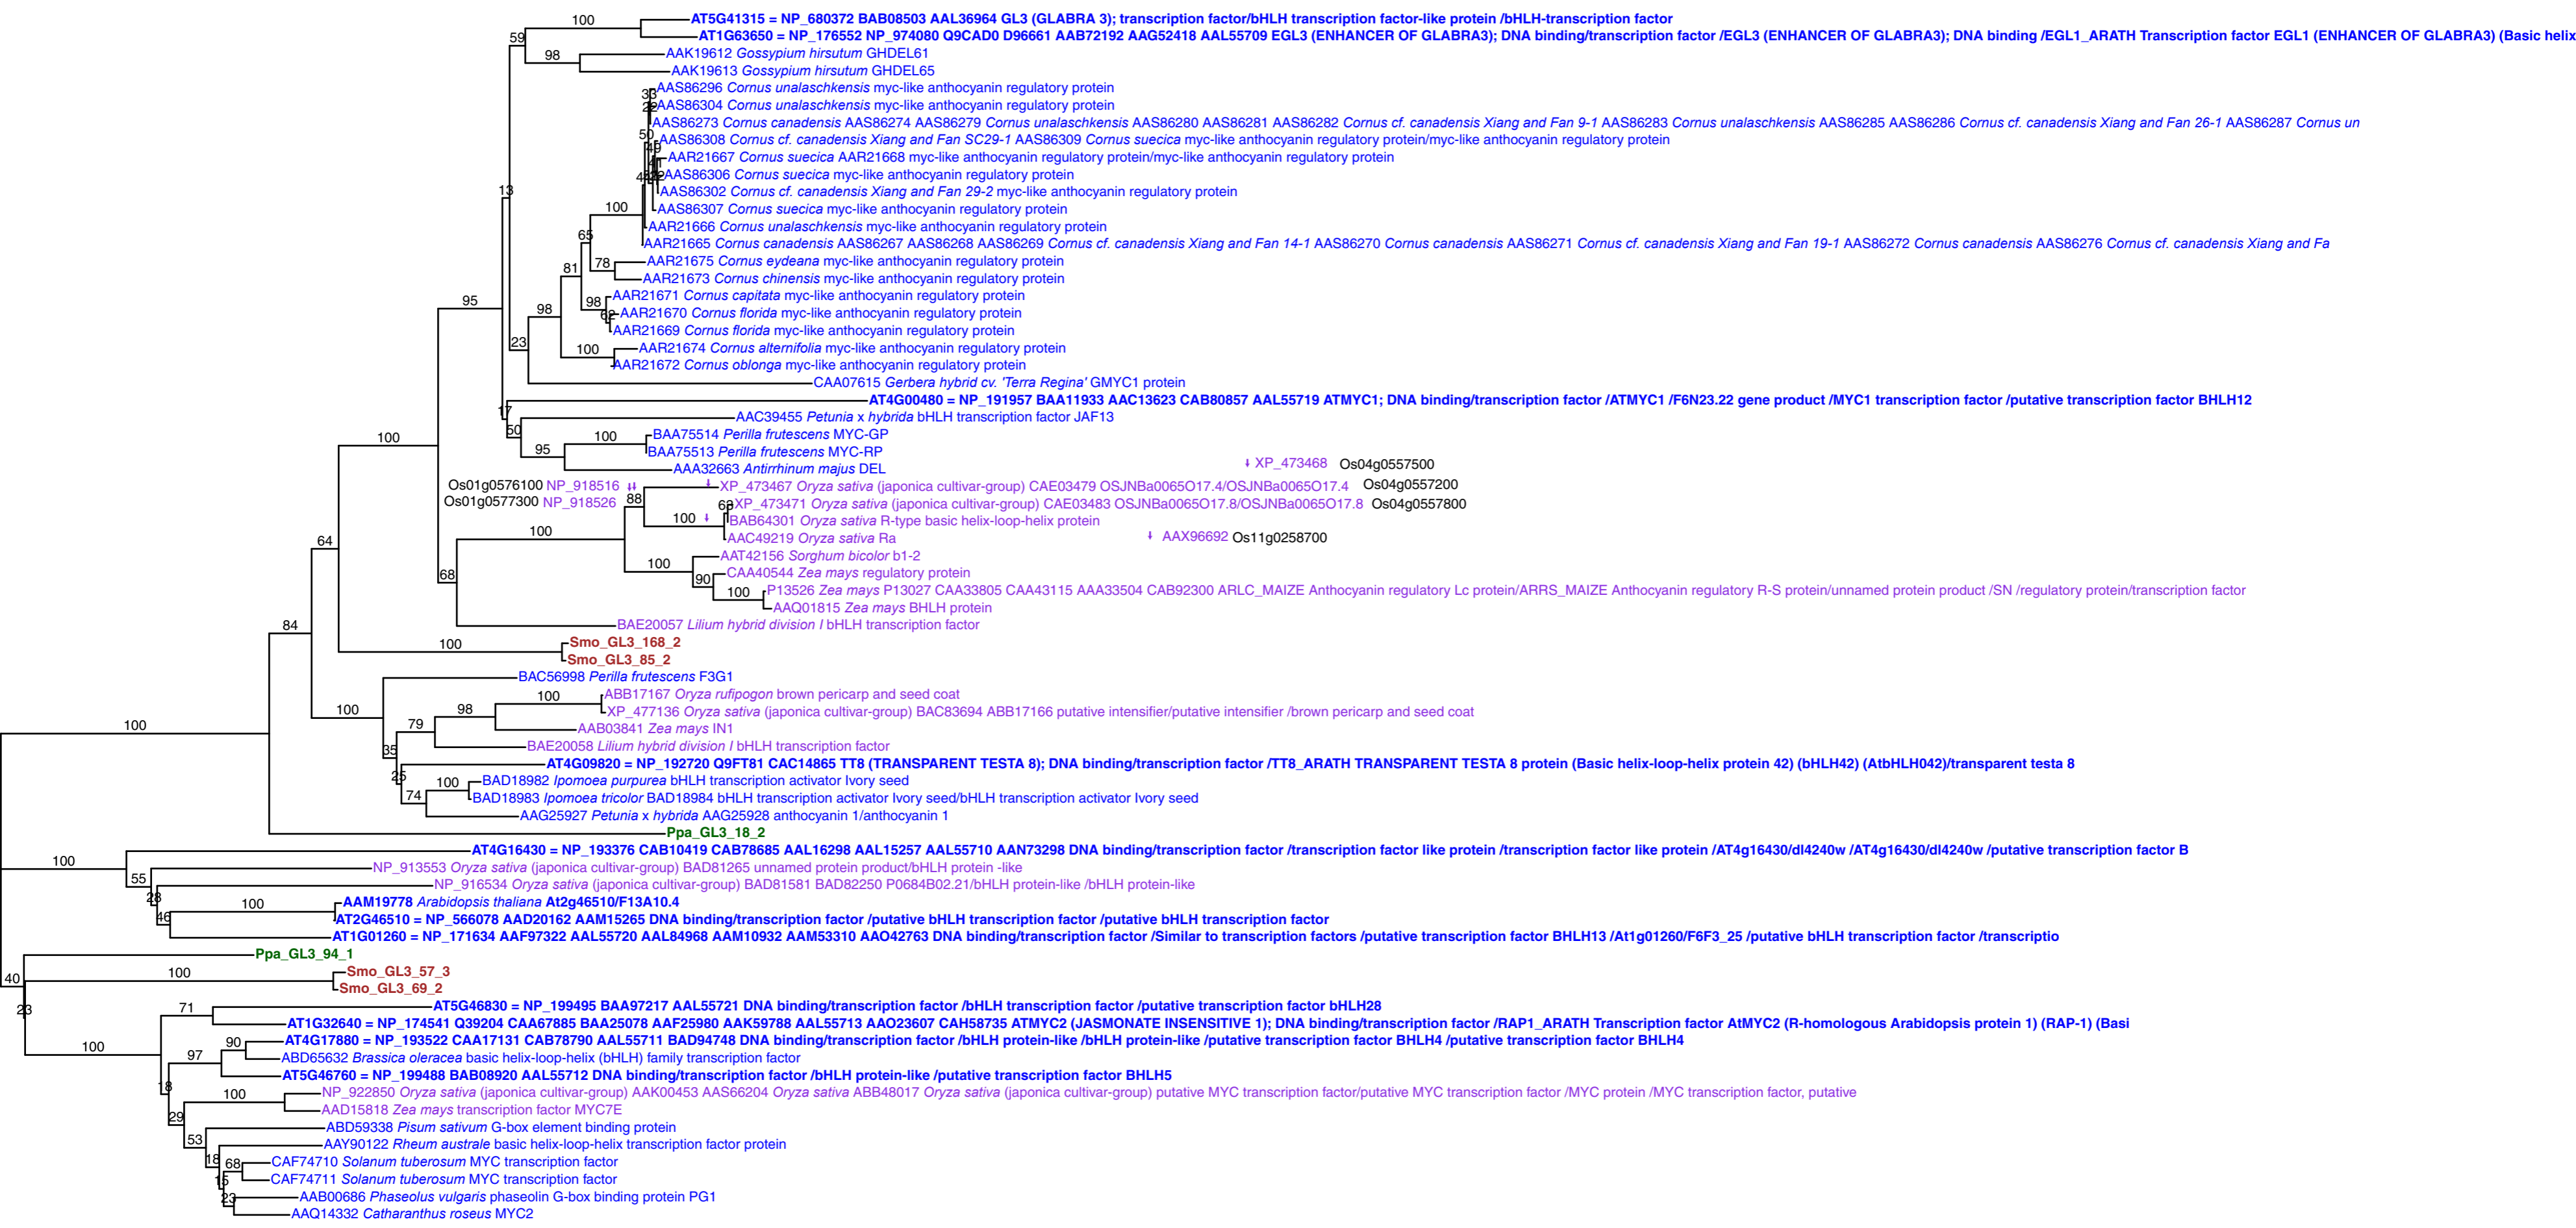 100
AT5G41315 = NP_680372 BAB08503 AAL36964 GL3 (GLABRA 3); transcription factor/bHLH transcription factor-like protein /bHLH-transcription factor
59
AT1G63650 = NP_176552 NP_974080 Q9CAD0 D96661 AAB72192 AAG52418 AAL55709 EGL3 (ENHANCER OF GLABRA3); DNA binding/transcription factor /EGL3 (ENHANCER OF GLABRA3); DNA binding /EGL1_ARATH Transcription factor EGL1 (ENHANCER OF GLABRA3) (Basic helix
98
AAK19612 Gossypium hirsutum GHDEL61
AAK19613 Gossypium hirsutum GHDEL65
33
AAS86296 Cornus unalaschkensis myc-like anthocyanin regulatory protein
22
AAS86304 Cornus unalaschkensis myc-like anthocyanin regulatory protein
AAS86273 Cornus canadensis AAS86274 AAS86279 Cornus unalaschkensis AAS86280 AAS86281 AAS86282 Cornus cf. canadensis Xiang and Fan 9-1 AAS86283 Cornus unalaschkensis AAS86285 AAS86286 Cornus cf. canadensis Xiang and Fan 26-1 AAS86287 Cornus un
50
AAS86308 Cornus cf. canadensis Xiang and Fan SC29-1 AAS86309 Cornus suecica myc-like anthocyanin regulatory protein/myc-like anthocyanin regulatory protein
AAR21667 Cornus suecica AAR21668 myc-like anthocyanin regulatory protein/myc-like anthocyanin regulatory protein
AAS86306 Cornus suecica myc-like anthocyanin regulatory protein
13
AAS86302 Cornus cf. canadensis Xiang and Fan 29-2 myc-like anthocyanin regulatory protein
100
AAS86307 Cornus suecica myc-like anthocyanin regulatory protein
AAR21666 Cornus unalaschkensis myc-like anthocyanin regulatory protein
65
AAR21665 Cornus canadensis AAS86267 AAS86268 AAS86269 Cornus cf. canadensis Xiang and Fan 14-1 AAS86270 Cornus canadensis AAS86271 Cornus cf. canadensis Xiang and Fan 19-1 AAS86272 Cornus canadensis AAS86276 Cornus cf. canadensis Xiang and Fa
81
78
AAR21675 Cornus eydeana myc-like anthocyanin regulatory protein
AAR21673 Cornus chinensis myc-like anthocyanin regulatory protein
95
98
98
AAR21671 Cornus capitata myc-like anthocyanin regulatory protein
62
AAR21670 Cornus florida myc-like anthocyanin regulatory protein
AAR21669 Cornus florida myc-like anthocyanin regulatory protein
23
100
AAR21674 Cornus alternifolia myc-like anthocyanin regulatory protein
AAR21672 Cornus oblonga myc-like anthocyanin regulatory protein
CAA07615 Gerbera hybrid cv. 'Terra Regina' GMYC1 protein
17
AT4G00480 = NP_191957 BAA11933 AAC13623 CAB80857 AAL55719 ATMYC1; DNA binding/transcription factor /ATMYC1 /F6N23.22 gene product /MYC1 transcription factor /putative transcription factor BHLH12
AAC39455 Petunia x hybrida bHLH transcription factor JAF13
50
100
100
BAA75514 Perilla frutescens MYC-GP
95
BAA75513 Perilla frutescens MYC-RP
AAA32663 Antirrhinum majus DEL
XP_473468 Os04g0557500
Os01g0576100 NP_918516
XP_473467 Oryza sativa (japonica cultivar-group) CAE03479 OSJNBa0065O17.4/OSJNBa0065O17.4 Os04g0557200
Os01g0577300 NP_918526
88
68
XP_473471 Oryza sativa (japonica cultivar-group) CAE03483 OSJNBa0065O17.8/OSJNBa0065O17.8 Os04g0557800
100
BAB64301 Oryza sativa R-type basic helix-loop-helix protein
100
AAC49219 Oryza sativa Ra
AAX96692 Os11g0258700
64
AAT42156 Sorghum bicolor b1-2
100
CAA40544 Zea mays regulatory protein
68
90
P13526 Zea mays P13027 CAA33805 CAA43115 AAA33504 CAB92300 ARLC_MAIZE Anthocyanin regulatory Lc protein/ARRS_MAIZE Anthocyanin regulatory R-S protein/unnamed protein product /SN /regulatory protein/transcription factor
100
AAQ01815 Zea mays BHLH protein
84
BAE20057 Lilium hybrid division I bHLH transcription factor
100
Smo_GL3_168_2
Smo_GL3_85_2
BAC56998 Perilla frutescens F3G1
100
ABB17167 Oryza rufipogon brown pericarp and seed coat
100
98
XP_477136 Oryza sativa (japonica cultivar-group) BAC83694 ABB17166 putative intensifier/putative intensifier /brown pericarp and seed coat
100
79
AAB03841 Zea mays IN1
35
BAE20058 Lilium hybrid division I bHLH transcription factor
25
AT4G09820 = NP_192720 Q9FT81 CAC14865 TT8 (TRANSPARENT TESTA 8); DNA binding/transcription factor /TT8_ARATH TRANSPARENT TESTA 8 protein (Basic helix-loop-helix protein 42) (bHLH42) (AtbHLH042)/transparent testa 8
100
BAD18982 Ipomoea purpurea bHLH transcription activator Ivory seed
74
BAD18983 Ipomoea tricolor BAD18984 bHLH transcription activator Ivory seed/bHLH transcription activator Ivory seed
AAG25927 Petunia x hybrida AAG25928 anthocyanin 1/anthocyanin 1
Ppa_GL3_18_2
100
AT4G16430 = NP_193376 CAB10419 CAB78685 AAL16298 AAL15257 AAL55710 AAN73298 DNA binding/transcription factor /transcription factor like protein /transcription factor like protein /AT4g16430/dl4240w /AT4g16430/dl4240w /putative transcription factor B
55
NP_913553 Oryza sativa (japonica cultivar-group) BAD81265 unnamed protein product/bHLH protein -like
28
NP_916534 Oryza sativa (japonica cultivar-group) BAD81581 BAD82250 P0684B02.21/bHLH protein-like /bHLH protein-like
46
100
AAM19778 Arabidopsis thaliana At2g46510/F13A10.4
AT2G46510 = NP_566078 AAD20162 AAM15265 DNA binding/transcription factor /putative bHLH transcription factor /putative bHLH transcription factor
AT1G01260 = NP_171634 AAF97322 AAL55720 AAL84968 AAM10932 AAM53310 AAO42763 DNA binding/transcription factor /Similar to transcription factors /putative transcription factor BHLH13 /At1g01260/F6F3_25 /putative bHLH transcription factor /transcriptio
Ppa_GL3_94_1
40
100
Smo_GL3_57_3
Smo_GL3_69_2
23
71
AT5G46830 = NP_199495 BAA97217 AAL55721 DNA binding/transcription factor /bHLH transcription factor /putative transcription factor bHLH28
AT1G32640 = NP_174541 Q39204 CAA67885 BAA25078 AAF25980 AAK59788 AAL55713 AAO23607 CAH58735 ATMYC2 (JASMONATE INSENSITIVE 1); DNA binding/transcription factor /RAP1_ARATH Transcription factor AtMYC2 (R-homologous Arabidopsis protein 1) (RAP-1) (Basi
100
97
90
AT4G17880 = NP_193522 CAA17131 CAB78790 AAL55711 BAD94748 DNA binding/transcription factor /bHLH protein-like /bHLH protein-like /putative transcription factor BHLH4 /putative transcription factor BHLH4
ABD65632 Brassica oleracea basic helix-loop-helix (bHLH) family transcription factor
18
AT5G46760 = NP_199488 BAB08920 AAL55712 DNA binding/transcription factor /bHLH protein-like /putative transcription factor BHLH5
100
NP_922850 Oryza sativa (japonica cultivar-group) AAK00453 AAS66204 Oryza sativa ABB48017 Oryza sativa (japonica cultivar-group) putative MYC transcription factor/putative MYC transcription factor /MYC protein /MYC transcription factor, putative
29
AAD15818 Zea mays transcription factor MYC7E
53
ABD59338 Pisum sativum G-box element binding protein
AAY90122 Rheum australe basic helix-loop-helix transcription factor protein
18
68
CAF74710 Solanum tuberosum MYC transcription factor
15
CAF74711 Solanum tuberosum MYC transcription factor
23
AAB00686 Phaseolus vulgaris phaseolin G-box binding protein PG1
AAQ14332 Catharanthus roseus MYC2